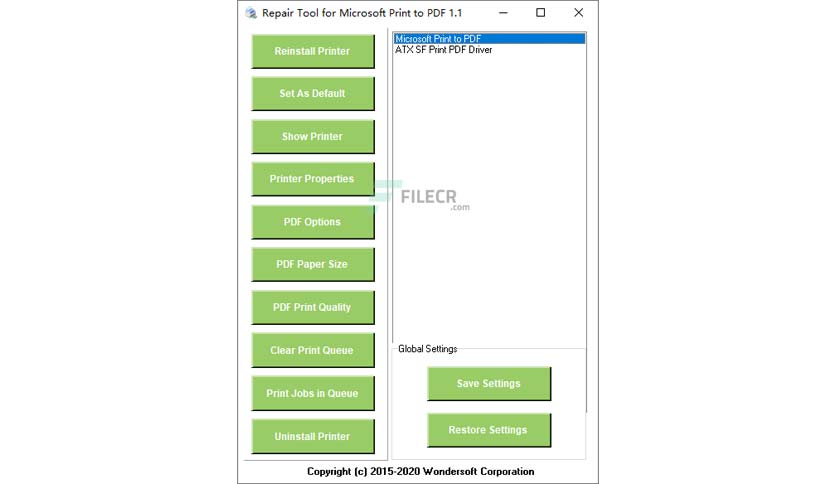 Repair Tool for Microsoft Print to PDF 1.1
Reinstall Printer
Set As Default
Show Printer
Printer Properties
PDF Options
PDF Paper Size
PDF Print Quality
Clear Print Queue
Print Jobs in Queue
Uninstall Printer
Microsoft Print to PDF
ATX SF Print PDF Driver
FILECR
.com
Global Settings
Save Settings
Restore Settings
Copyright (c) 2015-2020 Wondersoft Corporation